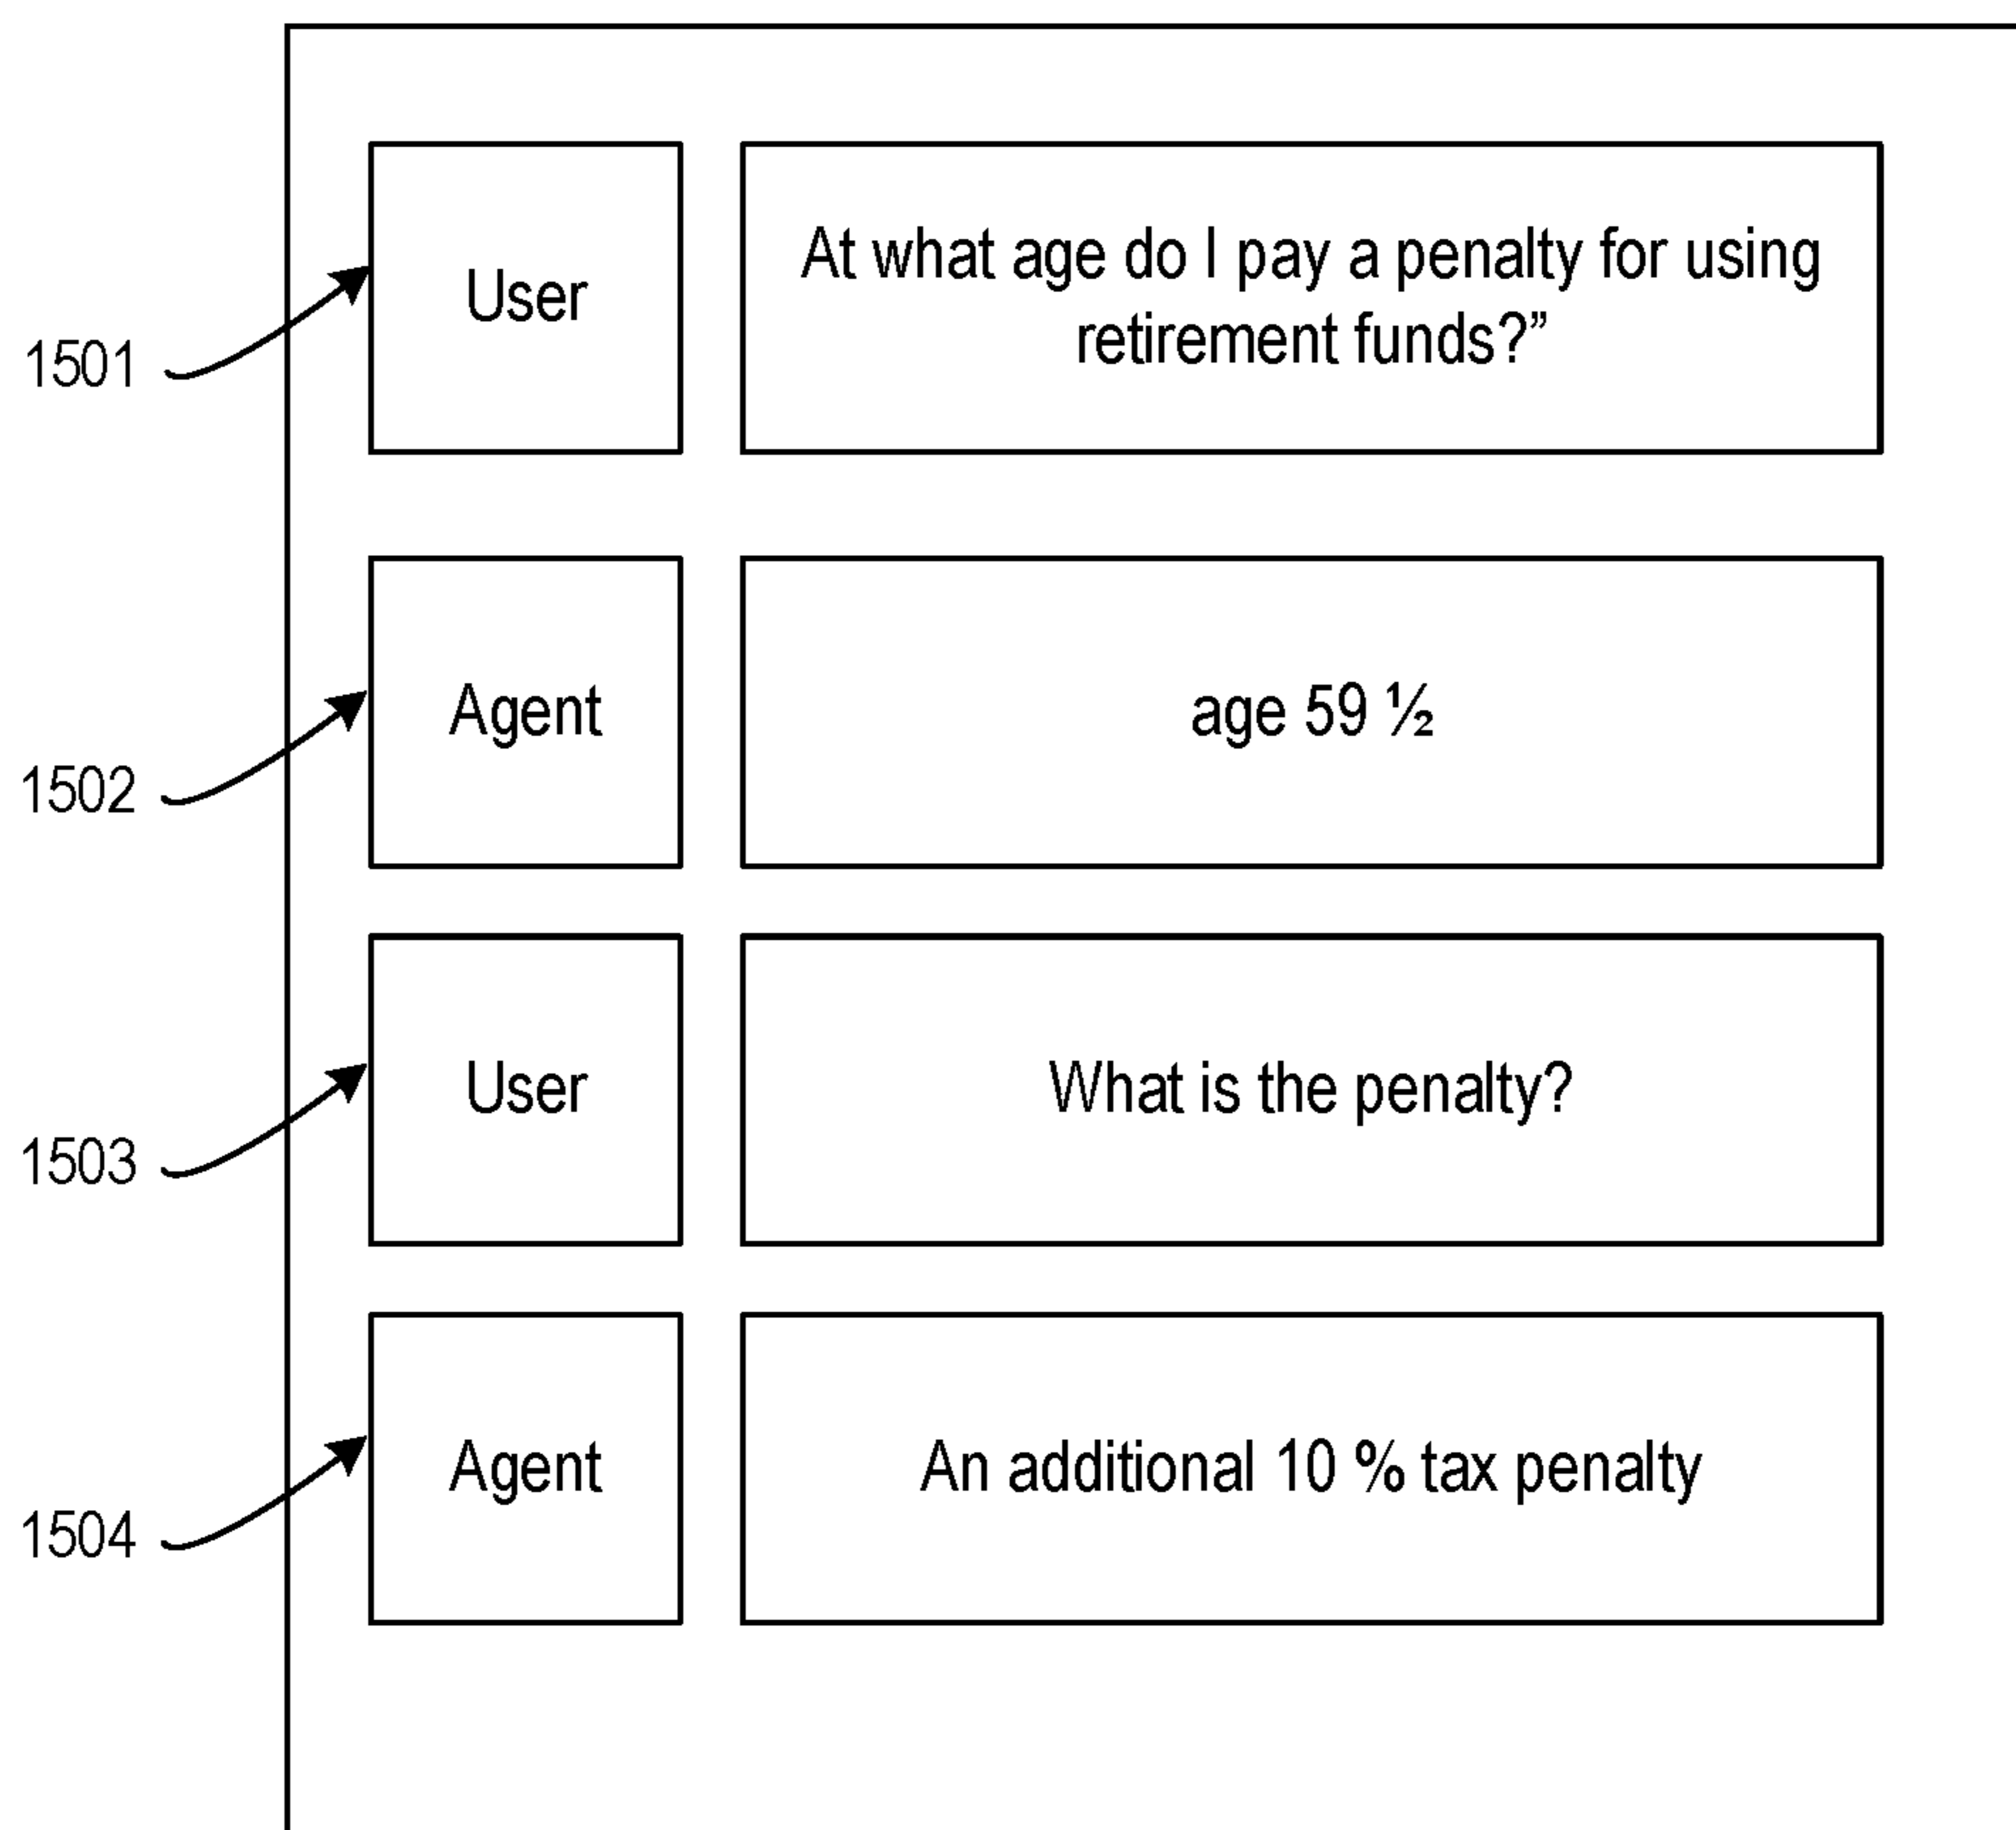 1501
User
At what age do I pay a penalty for using
retirement funds?”
1502
Agent
age 59 ½
1503
User
What is the penalty?
1504
Agent
An additional 10 % tax penalty